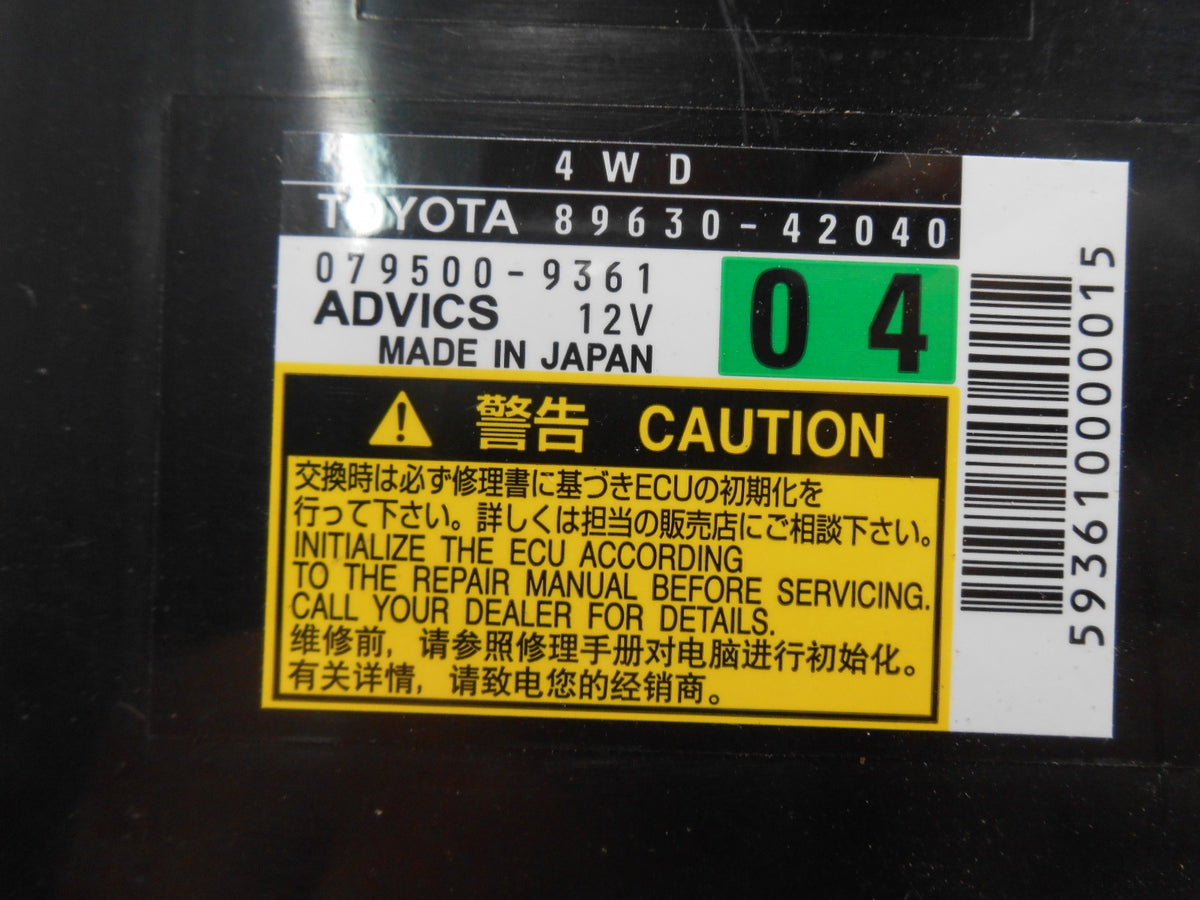 4WD
TOYOTA 89630-42040
079500-9361
ADVICS 12V
MADE IN JAPAN
04
警告 CAUTION
交換時は必ず修理書に基づきECUの初期化を
行って下さい。詳しくは担当の販売店にご相談下さい。
INITIALIZE THE ECU ACCORDING
TO THE REPAIR MANUAL BEFORE SERVICING.
CALL YOUR DEALER FOR DETAILS.
维修前，请参照修理手册对电脑进行初始化。
有关详情，请致电您的经销商。
593610000015